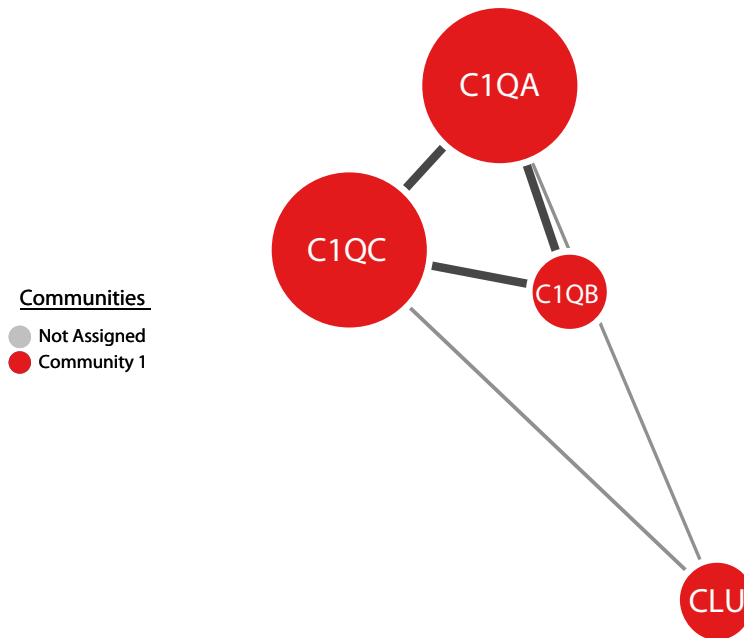 C1QA
C1QC
C1QB
Communities
Not Assigned
Community 1
CLU